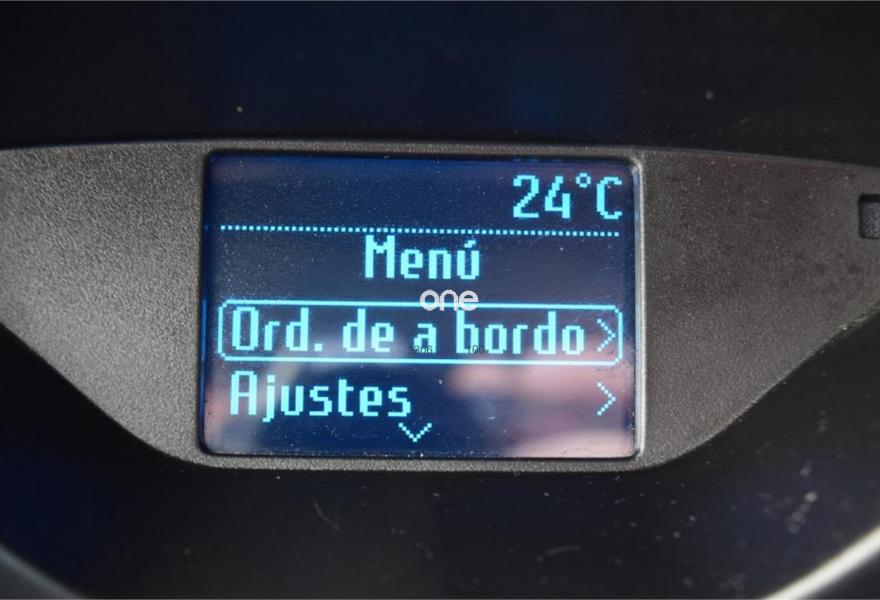 24°C
Menú
one
Ord. de a bordo >
Ajustes >